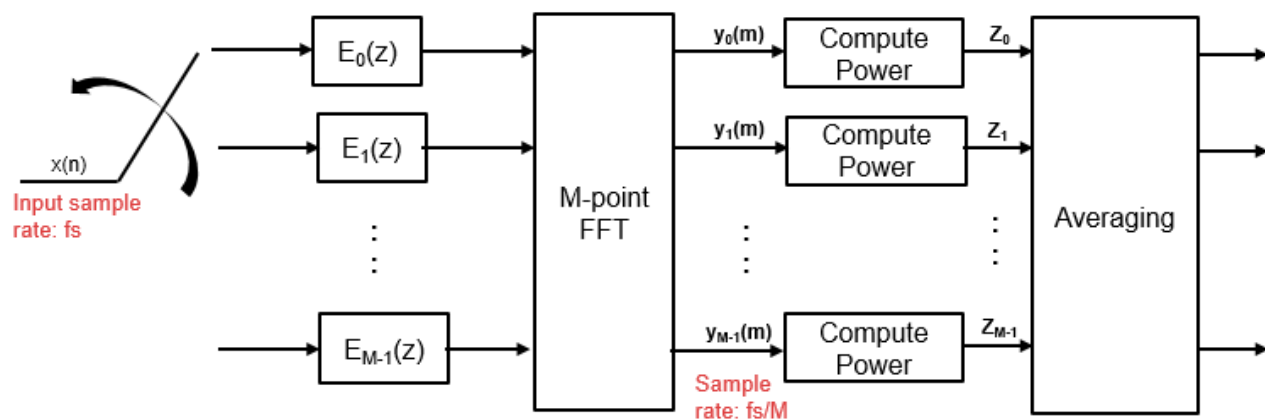 x(n)
Input sample
rate: fs
E0(z)
E1(z)
⋮
⋮
EM-1(z)
M-point
FFT
y0(m)
y1(m)
⋮
⋮
yM-1(m)
Sample
rate: fs/M
Compute
Power
Compute
Power
Compute
Power
Z0
Z1
⋮
⋮
ZM-1
Averaging